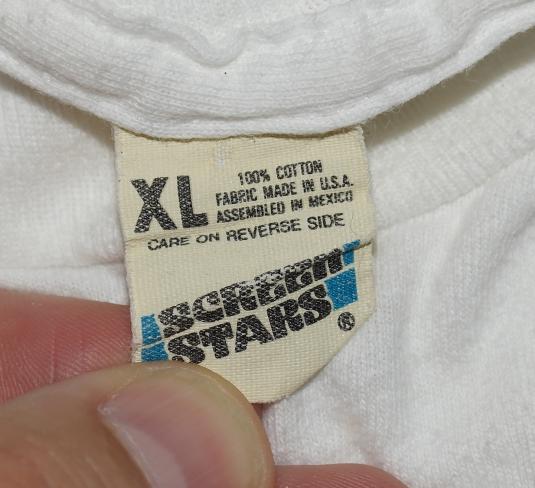 XL
100% COTTON
FABRIC MADE IN U.S.A.
ASSEMBLED IN MEXICO
CARE ON REVERSE SIDE
SCREEN
STARS®